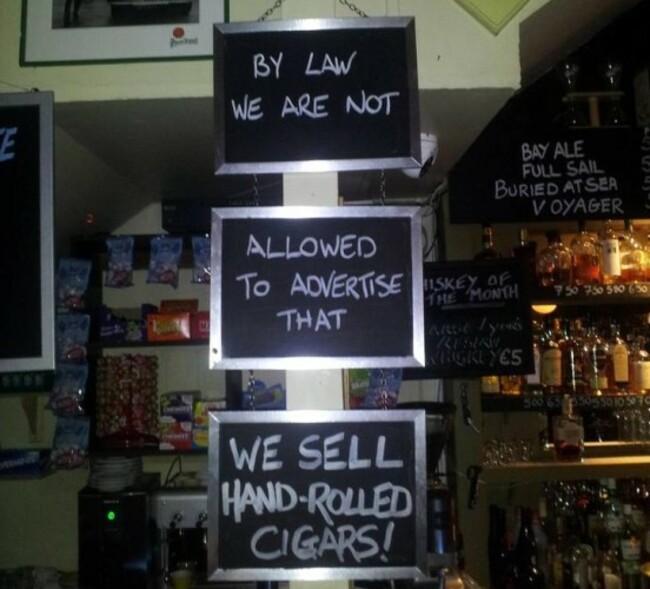 BY LAW
WE ARE NOT
ALLOWED
TO ADVERTISE
THAT
WE SELL
HAND-ROLLED
CIGARS!
BAY ALE
FULL SAIL
BURIED AT SEA
VOYAGER
OF
THE MONTH
€5
E